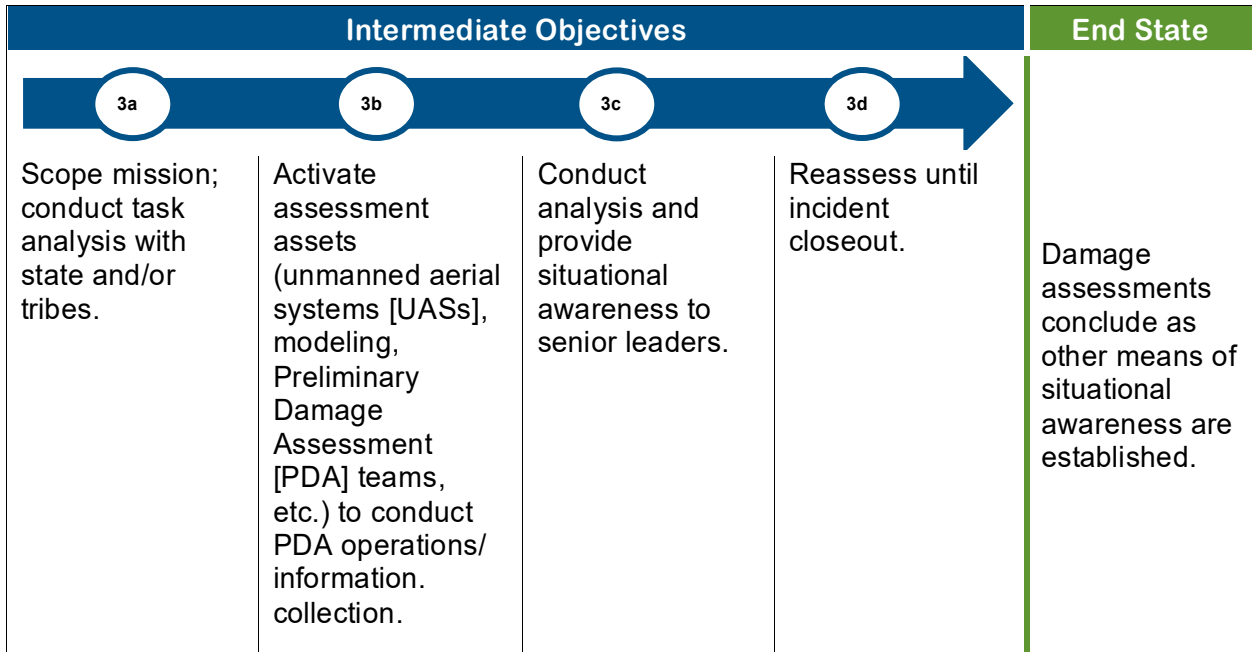 Intermediate Objectives
End State
3a
3b
3c
3d
Scope mission;
conduct task
analysis with
state and/or
tribes.
Activate
assessment
assets
(unmanned aerial
systems [UASs],
modeling,
Preliminary
Damage
Assessment
[PDA] teams,
etc.) to conduct
PDA operations/
information.
collection.
Conduct
analysis and
provide
situational
awareness to
senior leaders.
Reassess until
incident
closeout.
Damage
assessments
conclude as
other means of
situational
awareness are
established.